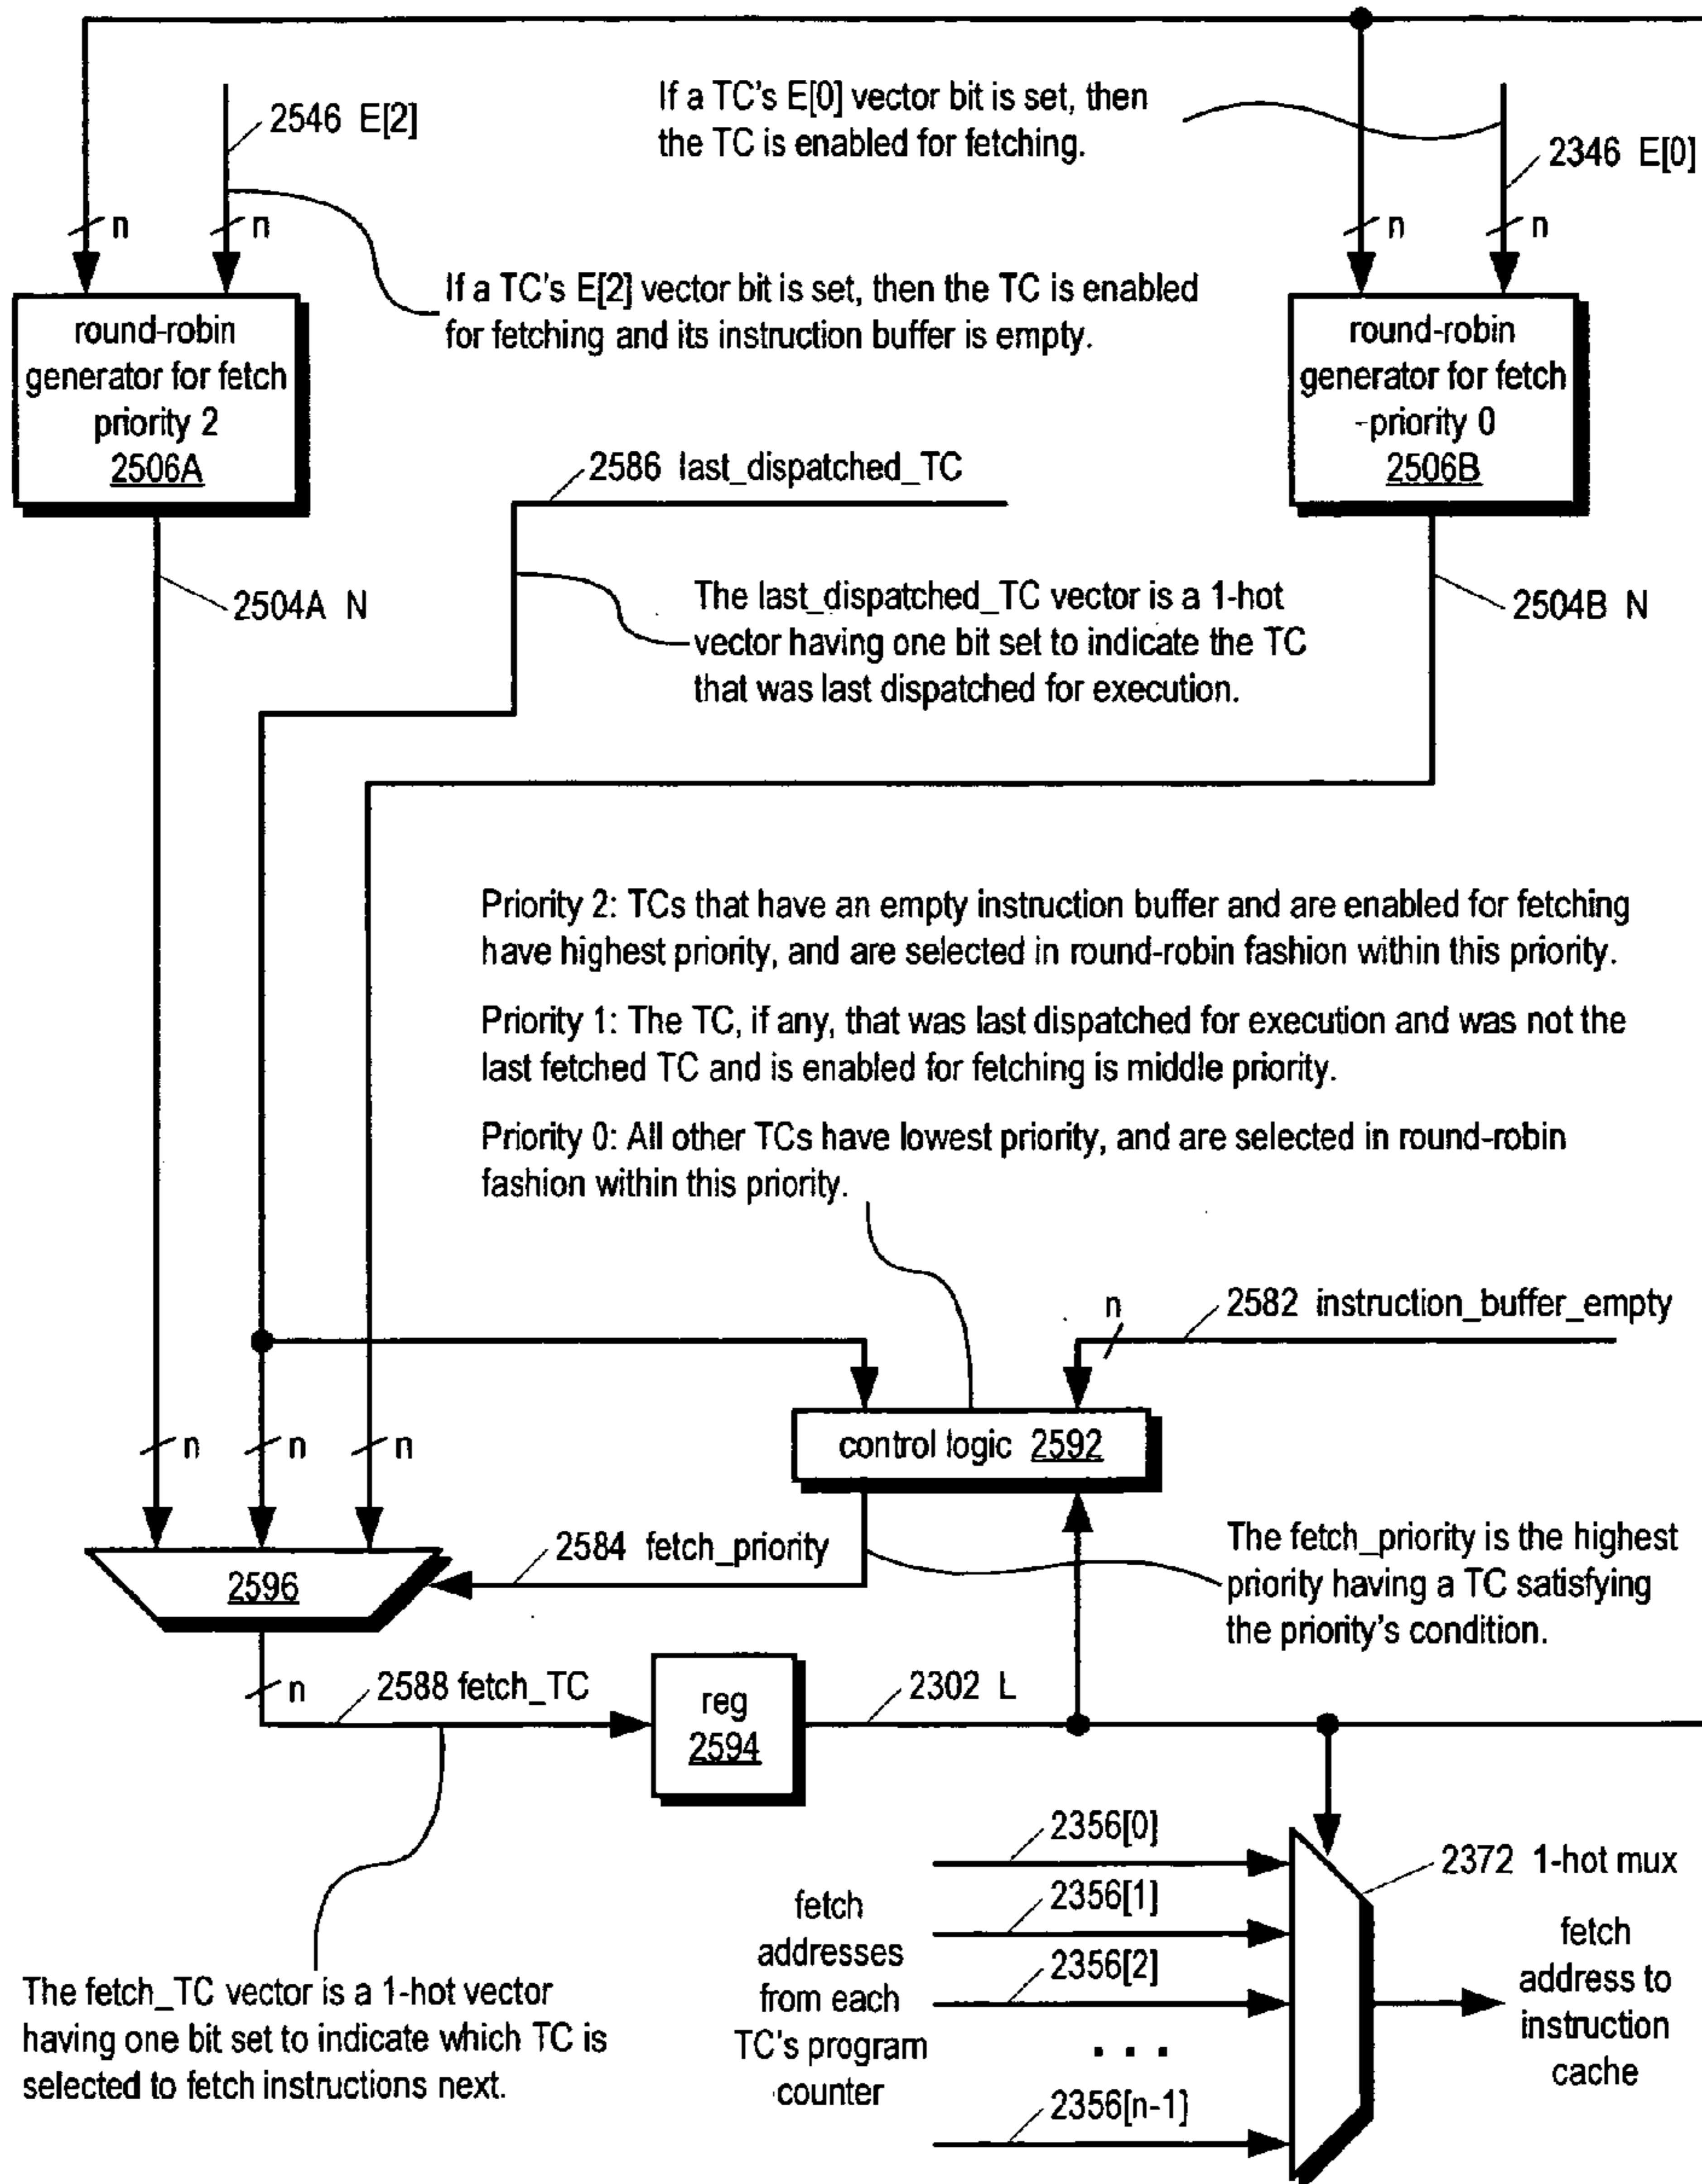 2546 E[2]
If a TC's E[0] vector bit is set, then
the TC is enabled for fetching.
2346 E[0]
n
n
n
n
If a TC's E[2] vector bit is set, then the TC is enabled
for fetching and its instruction buffer is empty.
round-robin
generator for fetch
priority 2
2506A
round-robin
generator for fetch
-priority 0
2506B
2586 last_dispatched_TC
2504A N
The last_dispatched_TC vector is a 1-hot
vector having one bit set to indicate the TC
that was last dispatched for execution.
2504B N
Priority 2: TCs that have an empty instruction buffer and are enabled for fetching
have highest priority, and are selected in round-robin fashion within this priority.
Priority 1: The TC, if any, that was last dispatched for execution and was not the
last fetched TC and is enabled for fetching is middle priority.
Priority 0: All other TCs have lowest priority, and are selected in round-robin
fashion within this priority.
n
2582 instruction_buffer_empty
n
n
n
control logic 2592
2584 fetch_priority
2596
The fetch_priority is the highest
priority having a TC satisfying
the priority's condition.
n
2588 fetch_TC
reg
2594
2302 L
2356[0]
2372 1-hot mux
fetch
addresses
from each
TC's program
counter
2356[1]
2356[2]
. . .
2356[n-1]
fetch
address to
instruction
cache
The fetch_TC vector is a 1-hot vector
having one bit set to indicate which TC is
selected to fetch instructions next.